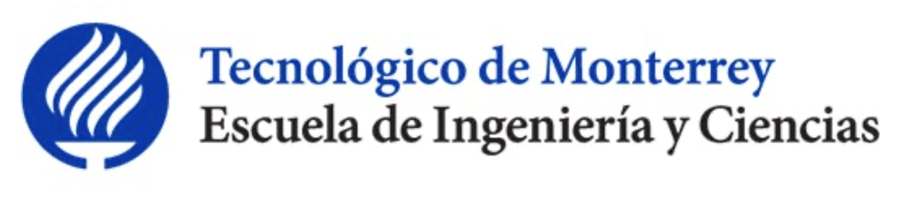 Tecnológico de Monterrey
Escuela de Ingeniería y Ciencias